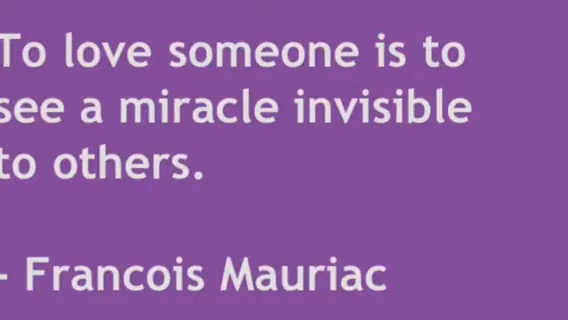 To love someone is to
see a miracle invisible
to others.
- Francois Mauriac